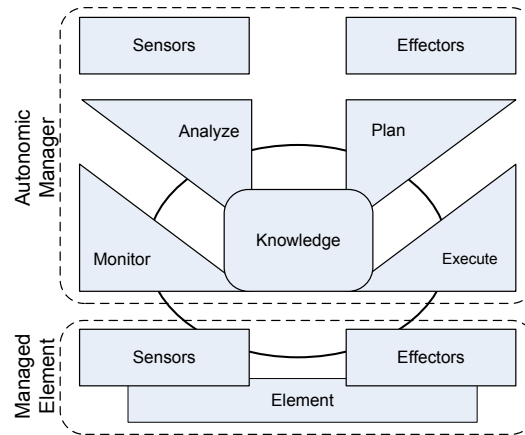 Sensors
Effectors
Autonomic
Manager
Analyze
Plan
Knowledge
Monitor
Execute
Managed
Element
Sensors
Effectors
Element